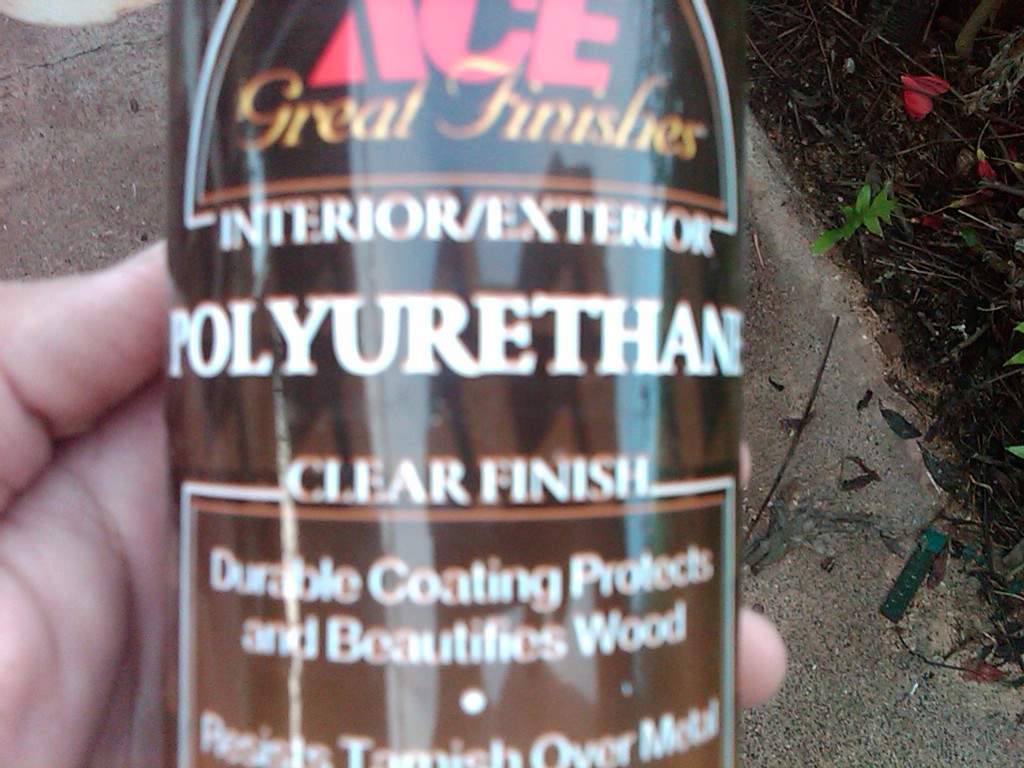 ACE
Great Finishes
INTERIOR/EXTERIOR
POLYURETHANE
CLEAR FINISH
Durable Coating Protects
and Beautifies Wood
•
Resists Tarnish Over Metal